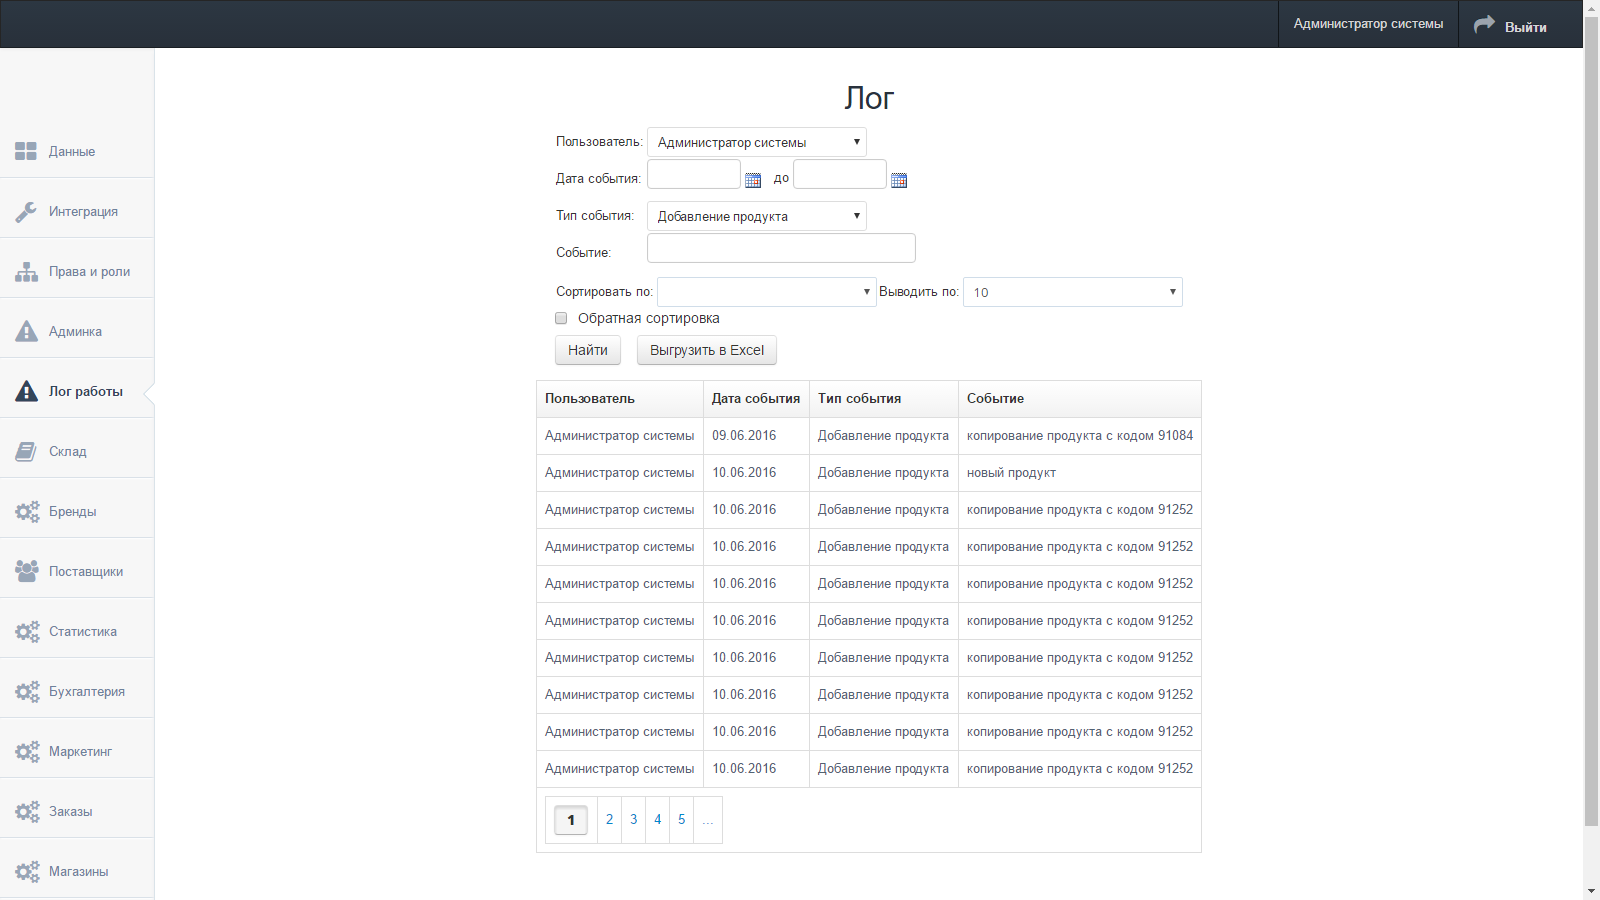 Администратор системы
Выйти
Данные
Интеграция
Права и роли
Админка
Лог работы
Склад
Бренды
Поставщики
Статистика
Бухгалтерия
Маркетинг
Заказы
Магазины
Лог
Пользователь: Администратор системы
Дата события: до
Тип события: Добавление продукта
Событие:
Сортировать по: Выводить по: 10
Обратная сортировка
Найти Выгрузить в Excel
Пользователь Дата события Тип события Событие
Администратор системы 09.06.2016 Добавление продукта копирование продукта с кодом 91084
Администратор системы 10.06.2016 Добавление продукта новый продукт
Администратор системы 10.06.2016 Добавление продукта копирование продукта с кодом 91252
Администратор системы 10.06.2016 Добавление продукта копирование продукта с кодом 91252
Администратор системы 10.06.2016 Добавление продукта копирование продукта с кодом 91252
Администратор системы 10.06.2016 Добавление продукта копирование продукта с кодом 91252
Администратор системы 10.06.2016 Добавление продукта копирование продукта с кодом 91252
Администратор системы 10.06.2016 Добавление продукта копирование продукта с кодом 91252
Администратор системы 10.06.2016 Добавление продукта копирование продукта с кодом 91252
Администратор системы 10.06.2016 Добавление продукта копирование продукта с кодом 91252
1 2 3 4 5 ...